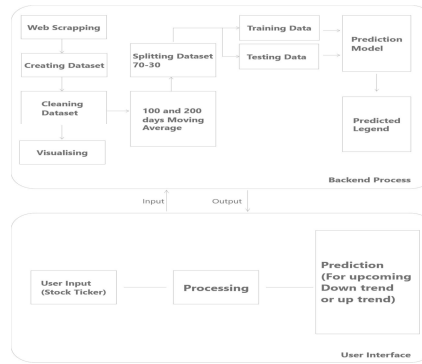 Web Scrapping
Creating Dataset
Cleaning
Dataset
Visualising
Splitting Dataset
70-30
100 and 200
days Moving
Average
Training Data
Testing Data
Prediction
Model
Predicted
Legend
Backend Process
Input
Output
User Input
(Stock Ticker)
Processing
Prediction
(For upcoming
Down trend
or up trend)
User Interface